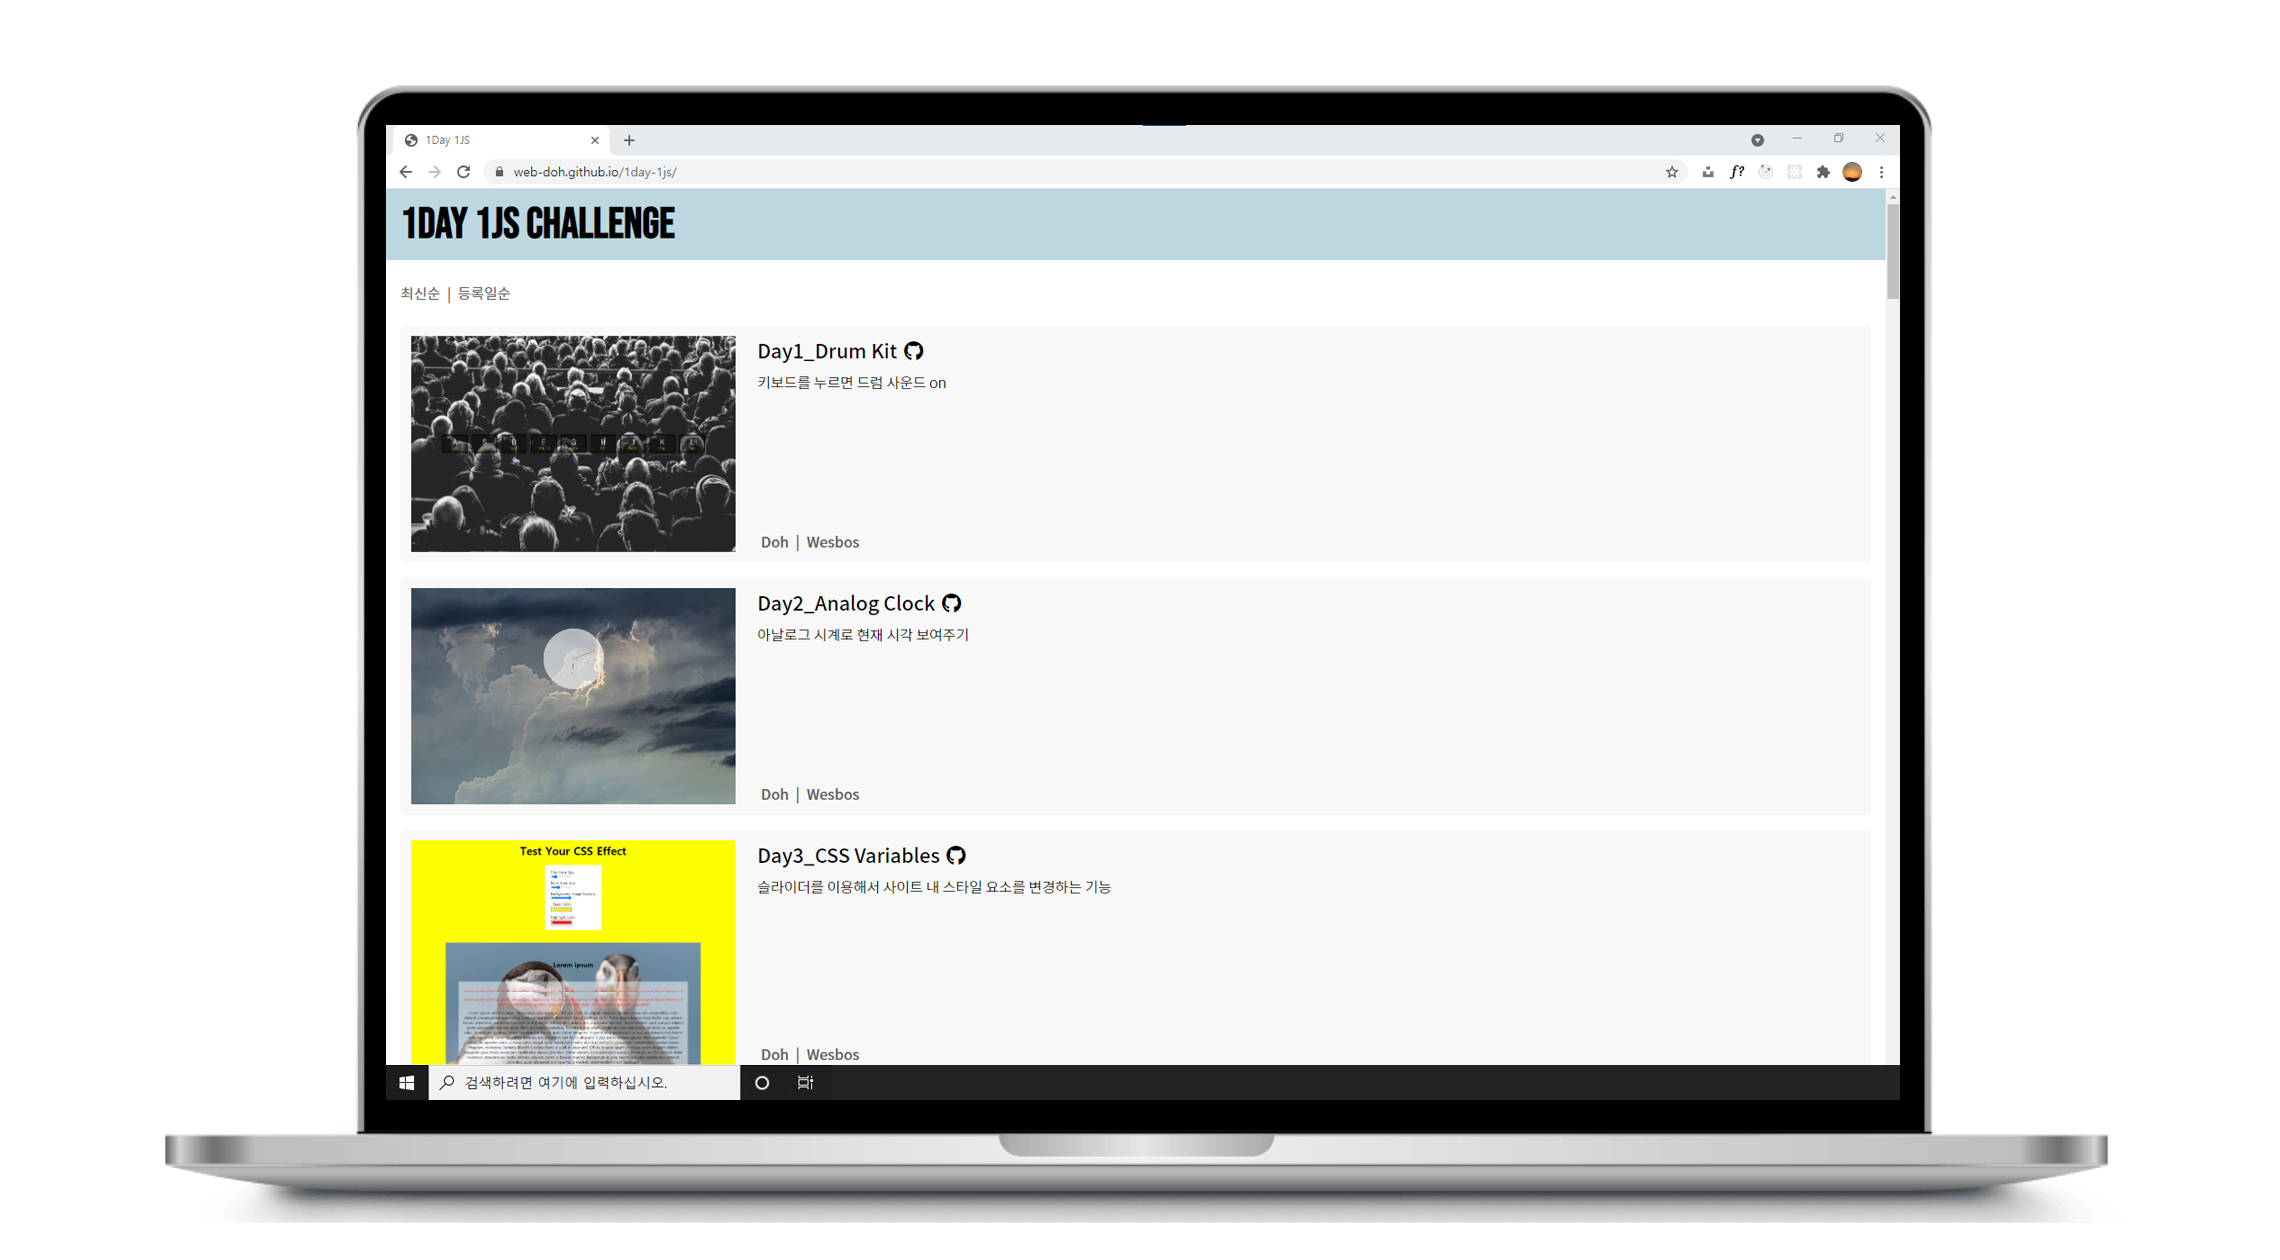 1Day 1JS
web-doh.github.io/1day-1js/
f?
1DAY 1JS CHALLENGE
최신순 | 등록일순
A S D F G H J K L
Day1_Drum Kit
키보드를 누르면 드럼 사운드 on
Doh | Wesbos
Day2_Analog Clock
아날로그 시계로 현재 시각 보여주기
Doh | Wesbos
Test Your CSS Effect
Lorem ipsum
Day3_CSS Variables
슬라이더를 이용해서 사이트 내 스타일 요소를 변경하는 기능
Doh | Wesbos
검색하려면 여기에 입력하십시오.